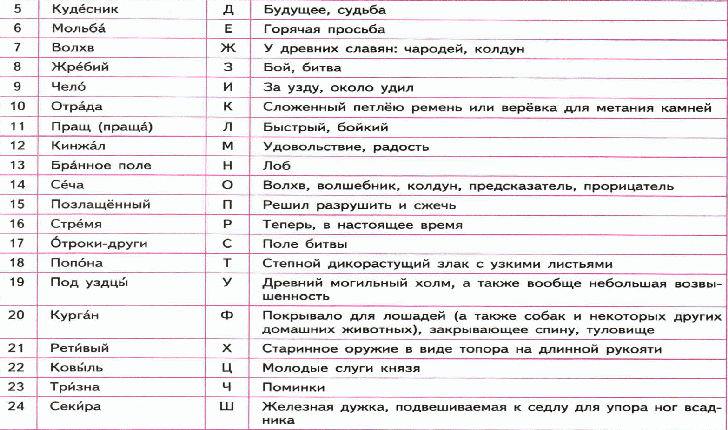 5 Куде́сник Д Будущее, судьба
6 Мольба́ Е Горячая просьба
7 Волхв Ж У древних славян: чародей, колдун
8 Жре́бий З Бой, битва
9 Чело́ И За узду, около удил
10 Отра́да К Сложенный петлёю ремень или верёвка для метания камней
11 Пращ (праща́) Л Быстрый, бойкий
12 Кинжа́л М Удовольствие, радость
13 Бра́нное поле Н Лоб
14 Се́ча О Волхв, волшебник, колдун, предсказатель, прорицатель
15 Позлащённый П Решил разрушить и сжечь
16 Стре́мя Р Теперь, в настоящее время
17 О́троки-други С Поле битвы
18 Попо́на Т Степной дикорастущий злак с узкими листьями
19 Под уздцы́ У Древний могильный холм, а также вообще небольшая возвы-
шенность
20 Курга́н Ф Покрывало для лошадей (а также собак и некоторых других
домашних животных), закрывающее спину, туловище
21 Рети́вый Х Старинное оружие в виде топора на длинной рукояти
22 Ковы́ль Ц Молодые слуги князя
23 Три́зна Ч Поминки
24 Секи́ра Ш Железная дужка, подвешиваемая к седлу для упора ног всад-
ника